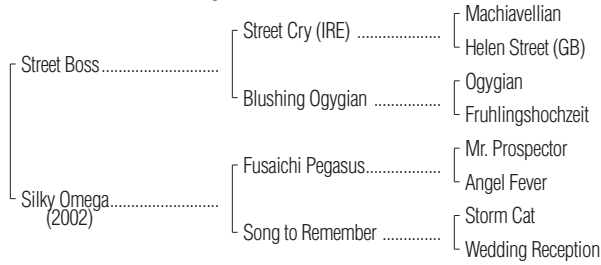 Machiavellian
Street Cry (IRE) ..................
Helen Street (GB)
Street Boss.........................
Ogygian
Blushing Ogygian ..............
Fruhlingshochzeit
Mr. Prospector
Fusaichi Pegasus................
Angel Fever
Silky Omega.......................
(2002)
Storm Cat
Song to Remember .............
Wedding Reception